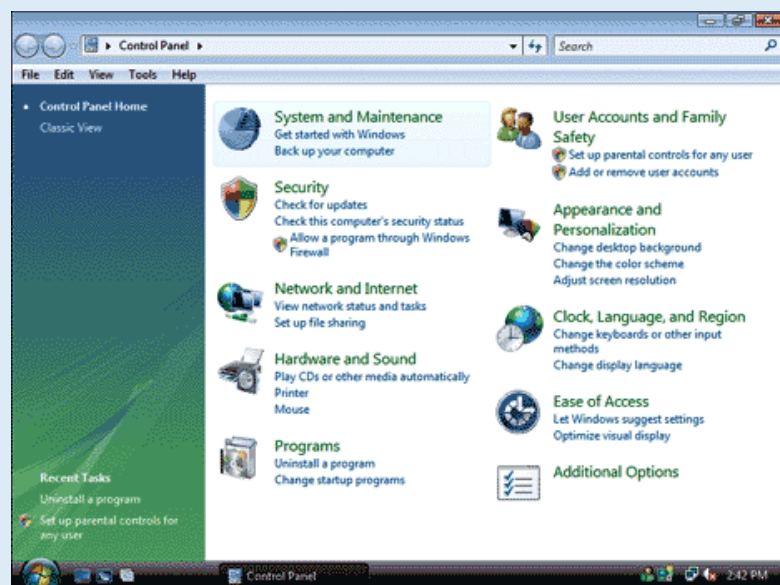 Control Panel
Search
File Edit View Tools Help
Control Panel Home
Classic View
Recent Tasks
Uninstall a program
Set up parental controls for
any user
System and Maintenance
Get started with Windows
Back up your computer
Security
Check for updates
Check this computer's security status
Allow a program through Windows
Firewall
Network and Internet
View network status and tasks
Set up file sharing
Hardware and Sound
Play CDs or other media automatically
Printer
Mouse
Programs
Uninstall a program
Change startup programs
User Accounts and Family
Safety
Set up parental controls for any user
Add or remove user accounts
Appearance and
Personalization
Change desktop background
Change the color scheme
Adjust screen resolution
Clock, Language, and Region
Change keyboards or other input
methods
Change display language
Ease of Access
Let Windows suggest settings
Optimize visual display
Additional Options
Control Panel
2:42 PM